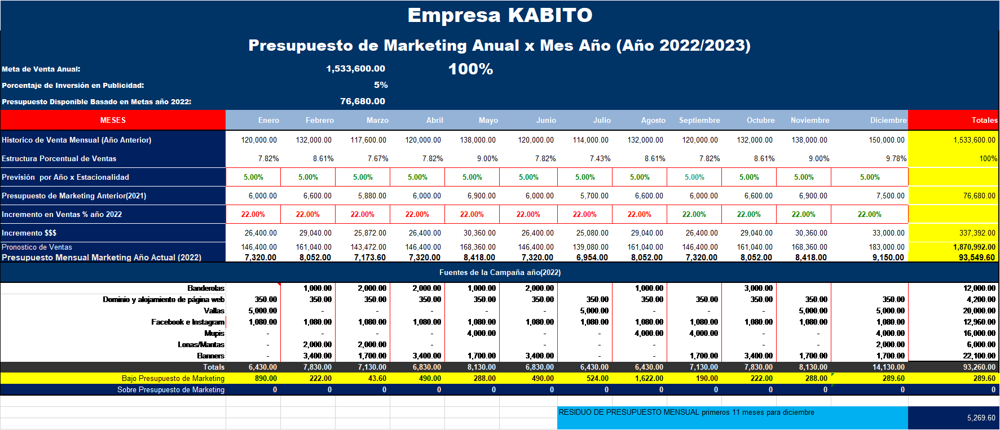 Empresa KABITO
Presupuesto de Marketing Anual x Mes Año (Año 2022/2023)
Meta de Venta Anual: 1,533,600.00 100%
Porcentaje de Inversión en Publicidad: 5%
Presupuesto Disponible Basado en Metas año 2022: 76,680.00
MESES Enero Febrero Marzo Abril Mayo Junio Julio Agosto Septiembre Octubre Noviembre Diciembre Totales
Historico de Venta Mensual (Año Anterior) 120,000.00 132,000.00 117,600.00 120,000.00 138,000.00 120,000.00 114,000.00 132,000.00 120,000.00 132,000.00 138,000.00 150,000.00 1,533,600.00
Estructura Porcentual de Ventas 7.82% 8.61% 7.67% 7.82% 9.00% 7.82% 7.43% 8.61% 7.82% 8.61% 9.00% 9.78% 100%
Previsión por Año x Estacionalidad 5.00% 5.00% 5.00% 5.00% 5.00% 5.00% 5.00% 5.00% 5.00% 5.00% 5.00% 5.00%
Presupuesto de Marketing Anterior(2021) 6,000.00 6,600.00 5,880.00 6,000.00 6,900.00 6,000.00 5,700.00 6,600.00 6,000.00 6,600.00 6,900.00 7,500.00 76,680.00
Incremento en Ventas % año 2022 22.00% 22.00% 22.00% 22.00% 22.00% 22.00% 22.00% 22.00% 22.00% 22.00% 22.00% 22.00%
Incremento $$$ 26,400.00 29,040.00 25,872.00 26,400.00 30,360.00 26,400.00 25,080.00 29,040.00 26,400.00 29,040.00 30,360.00 33,000.00 337,392.00
Pronostico de Ventas 146,400.00 161,040.00 143,472.00 146,400.00 168,360.00 146,400.00 139,080.00 161,040.00 146,400.00 161,040.00 168,360.00 183,000.00 1,870,992.00
Presupuesto Mensual Marketing Año Actual (2022) 7,320.00 8,052.00 7,173.60 7,320.00 8,418.00 7,320.00 6,954.00 8,052.00 7,320.00 8,052.00 8,418.00 9,150.00 93,549.60
Fuentes de la Campaña año(2022)
Banderolas 1,000.00 2,000.00 2,000.00 1,000.00 2,000.00 1,000.00 3,000.00 12,000.00
Dominio y alojamiento de página web 350.00 350.00 350.00 350.00 350.00 350.00 350.00 350.00 350.00 350.00 350.00 350.00 4,200.00
Vallas 5,000.00 - - - - - 5,000.00 - - - 5,000.00 5,000.00 20,000.00
Facebook e Instagram 1,080.00 1,080.00 1,080.00 1,080.00 1,080.00 1,080.00 1,080.00 1,080.00 1,080.00 1,080.00 1,080.00 1,080.00 12,960.00
Mupis - - - - 4,000.00 - - 4,000.00 4,000.00 - - 4,000.00 16,000.00
Lonas/Mantas - 2,000.00 2,000.00 - - - - - - - - 2,000.00 6,000.00
Banners - 3,400.00 1,700.00 3,400.00 1,700.00 3,400.00 - - 1,700.00 3,400.00 1,700.00 1,700.00 22,100.00
Totals 6,430.00 7,830.00 7,130.00 6,830.00 8,130.00 6,830.00 6,430.00 6,430.00 7,130.00 7,830.00 8,130.00 14,130.00 93,260.00
Bajo Presupuesto de Marketing 890.00 222.00 43.60 490.00 288.00 490.00 524.00 1,622.00 190.00 222.00 288.00 289.60 289.60
Sobre Presupuesto de Marketing 0 0 0 0 0 0 0 0 0 0 0 0 0
RESIDUO DE PRESUPUESTO MENSUAL primeros 11 meses para diciembre
5,269.60